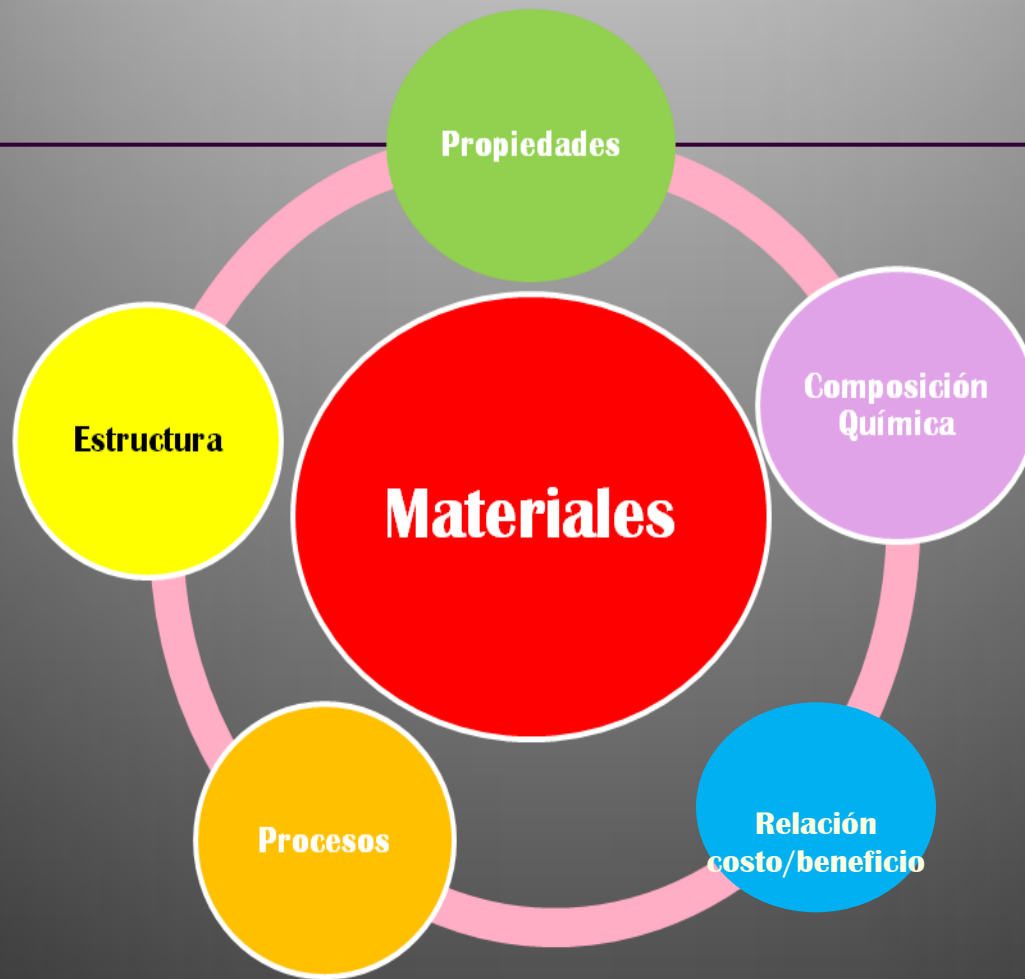 Propiedades
Composición
Química
Estructura
Materiales
Procesos
Relación
costo/beneficio